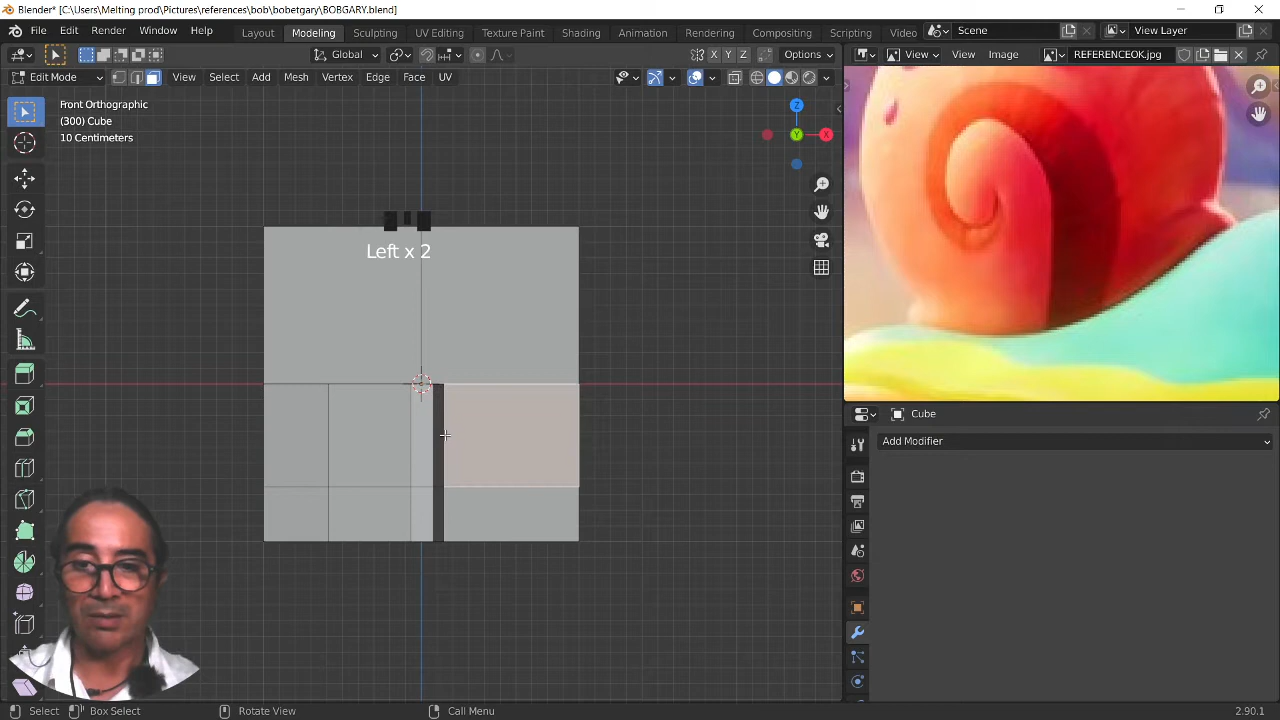 Blender* [C:\Users\Melting prod\Pictures\references\bob\bobetgary\BOBGARY.blend]
File Edit Render Window Help Layout Modeling Sculpting UV Editing Texture Paint Shading Animation Rendering Compositing Scripting Video Scene View Layer
Global X Y Z Options View View Image REFERENCEOK.jpg
Edit Mode View Select Add Mesh Vertex Edge Face UV
Front Orthographic
(300) Cube
10 Centimeters
Z
Y X
Left x 2
Cube
Add Modifier
Select Box Select Rotate View Call Menu 2.90.1